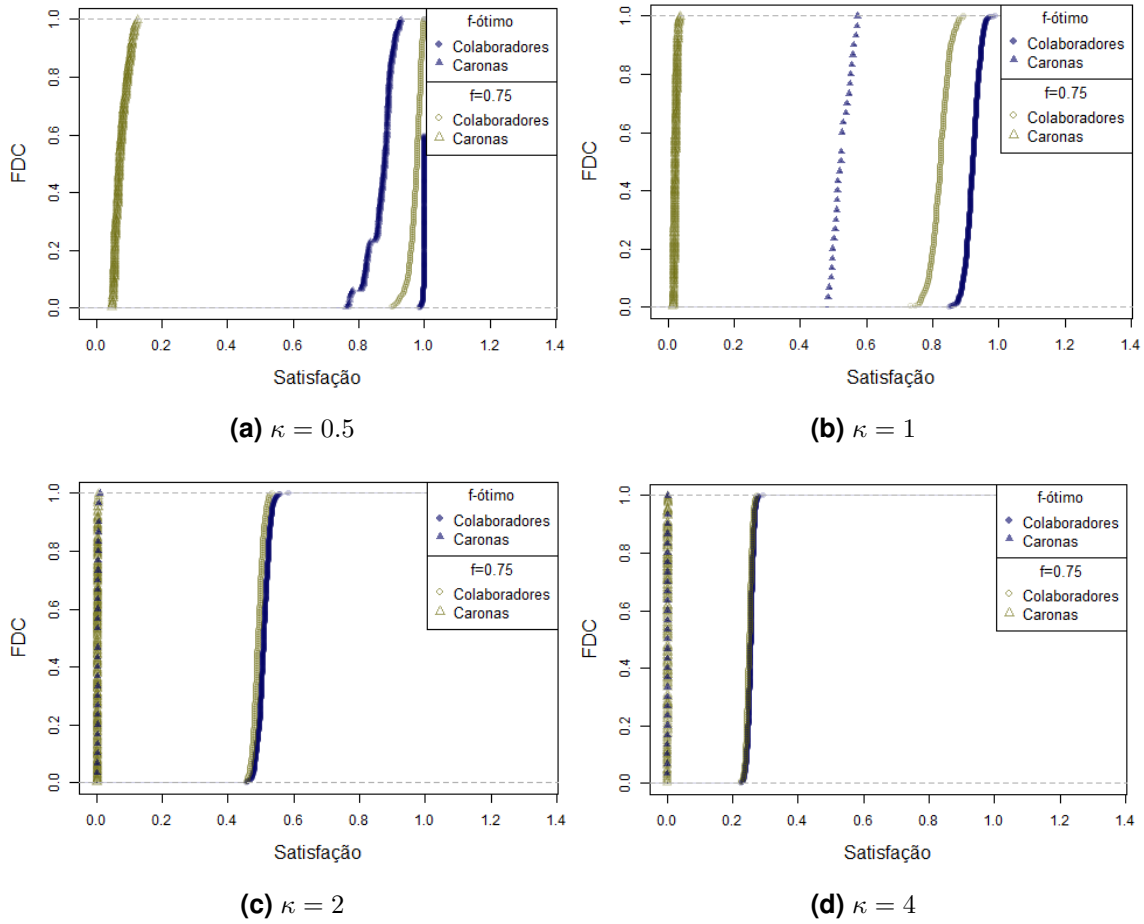 f-ótimo
Colaboradores
Caronas
f=0.75
Colaboradores
Caronas
FDC
0.0 0.2 0.4 0.6 0.8 1.0
0.0 0.2 0.4 0.6 0.8 1.0 1.2 1.4
Satisfação
(a) κ = 0.5
f-ótimo
Colaboradores
Caronas
f=0.75
Colaboradores
Caronas
FDC
0.0 0.2 0.4 0.6 0.8 1.0
0.0 0.2 0.4 0.6 0.8 1.0 1.2 1.4
Satisfação
(b) κ = 1
f-ótimo
Colaboradores
Caronas
f=0.75
Colaboradores
Caronas
FDC
0.0 0.2 0.4 0.6 0.8 1.0
0.0 0.2 0.4 0.6 0.8 1.0 1.2 1.4
Satisfação
(c) κ = 2
f-ótimo
Colaboradores
Caronas
f=0.75
Colaboradores
Caronas
FDC
0.0 0.2 0.4 0.6 0.8 1.0
0.0 0.2 0.4 0.6 0.8 1.0 1.2 1.4
Satisfação
(d) κ = 4